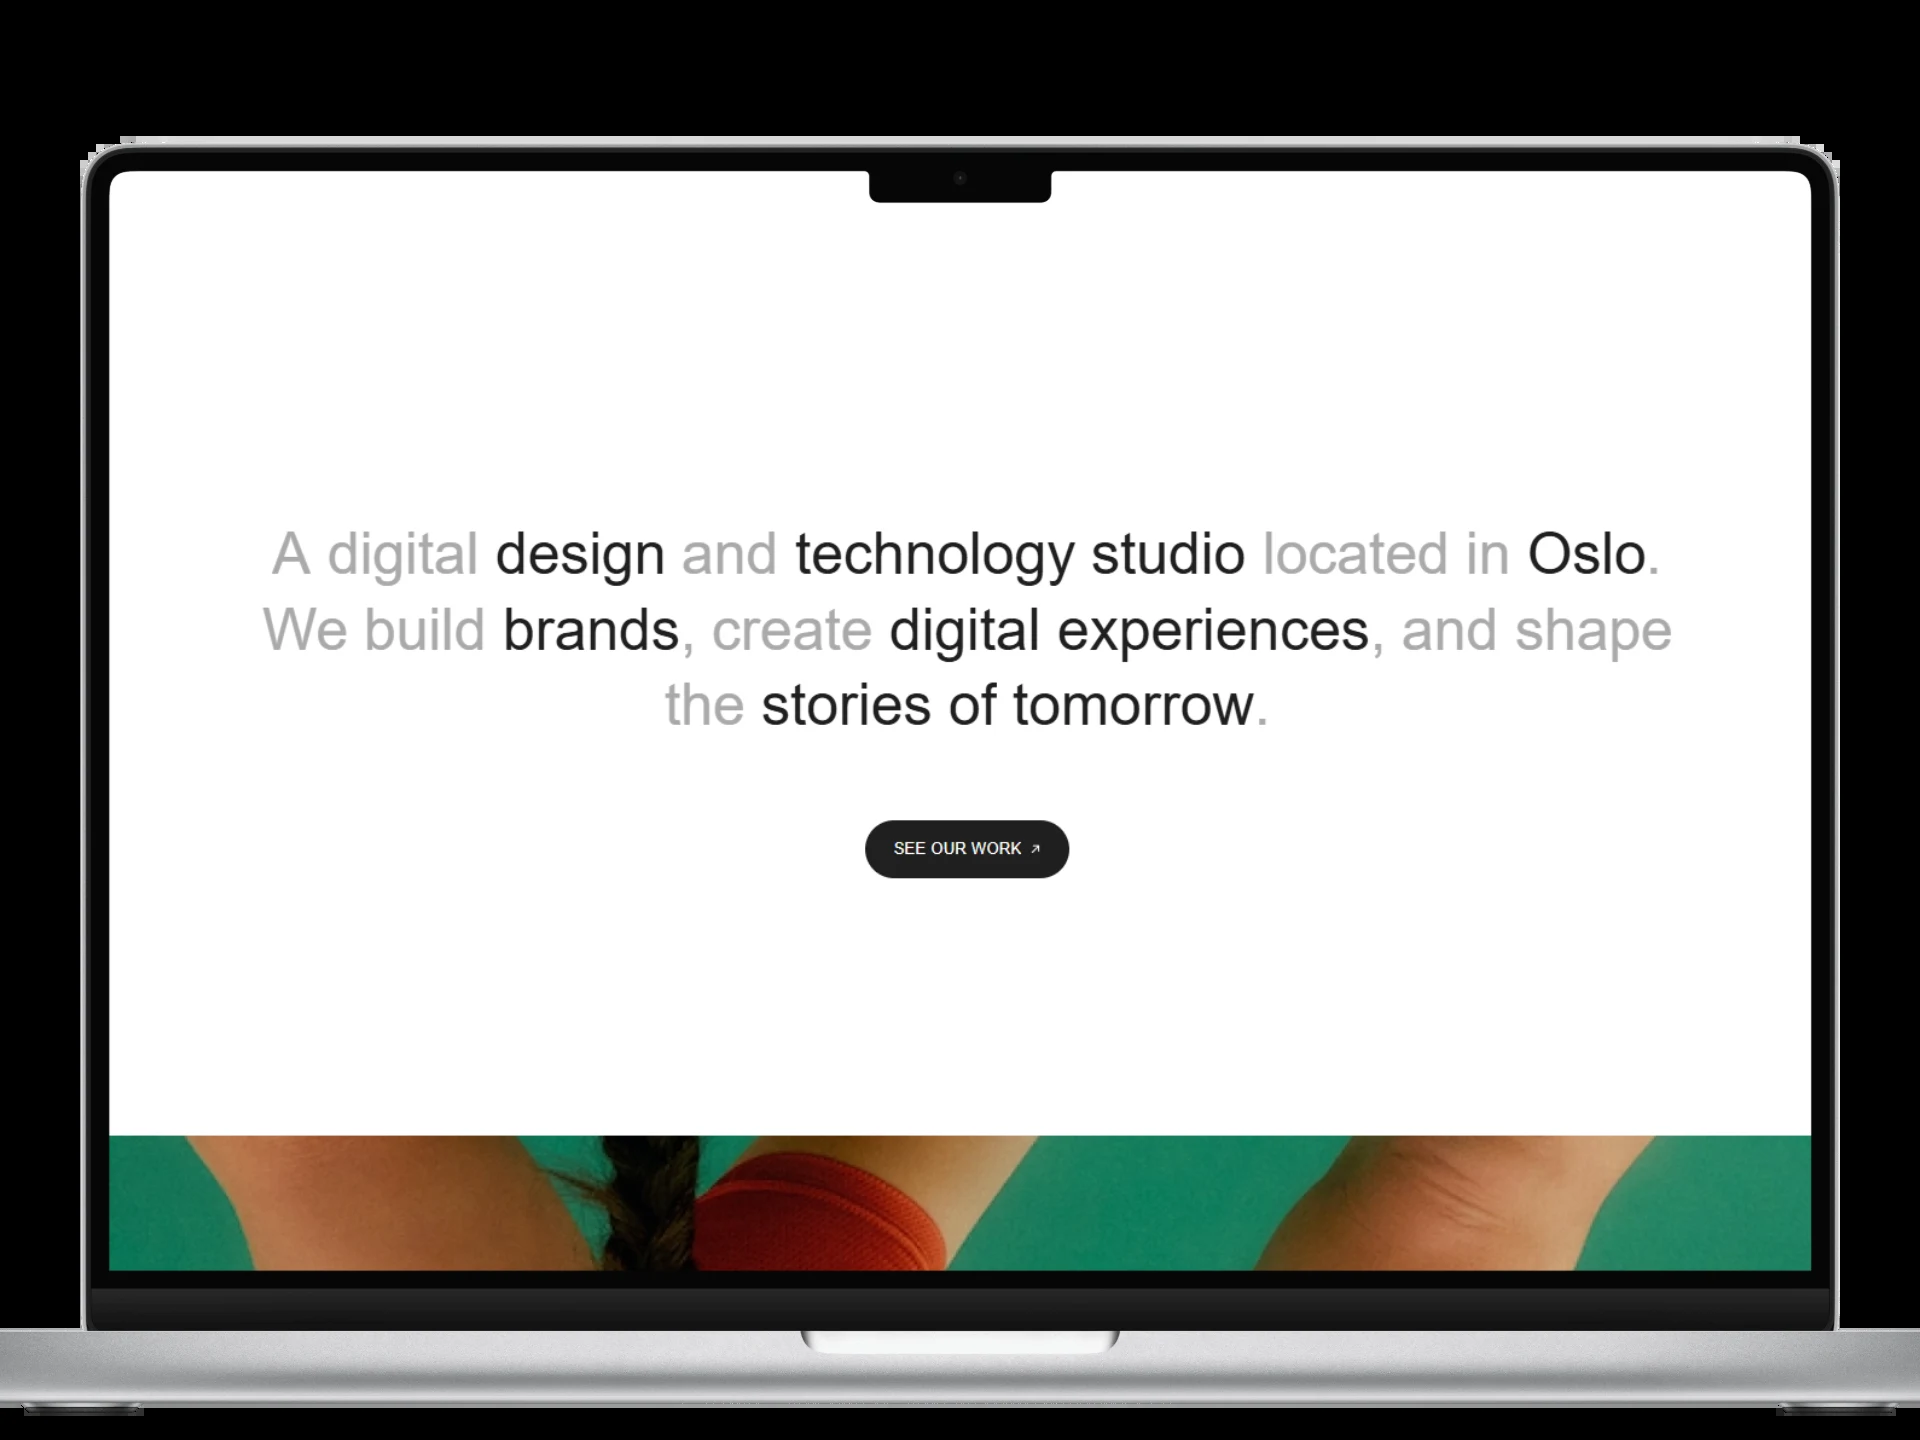 A digital design and technology studio located in Oslo.
We build brands, create digital experiences, and shape
the stories of tomorrow.
SEE OUR WORK ↗